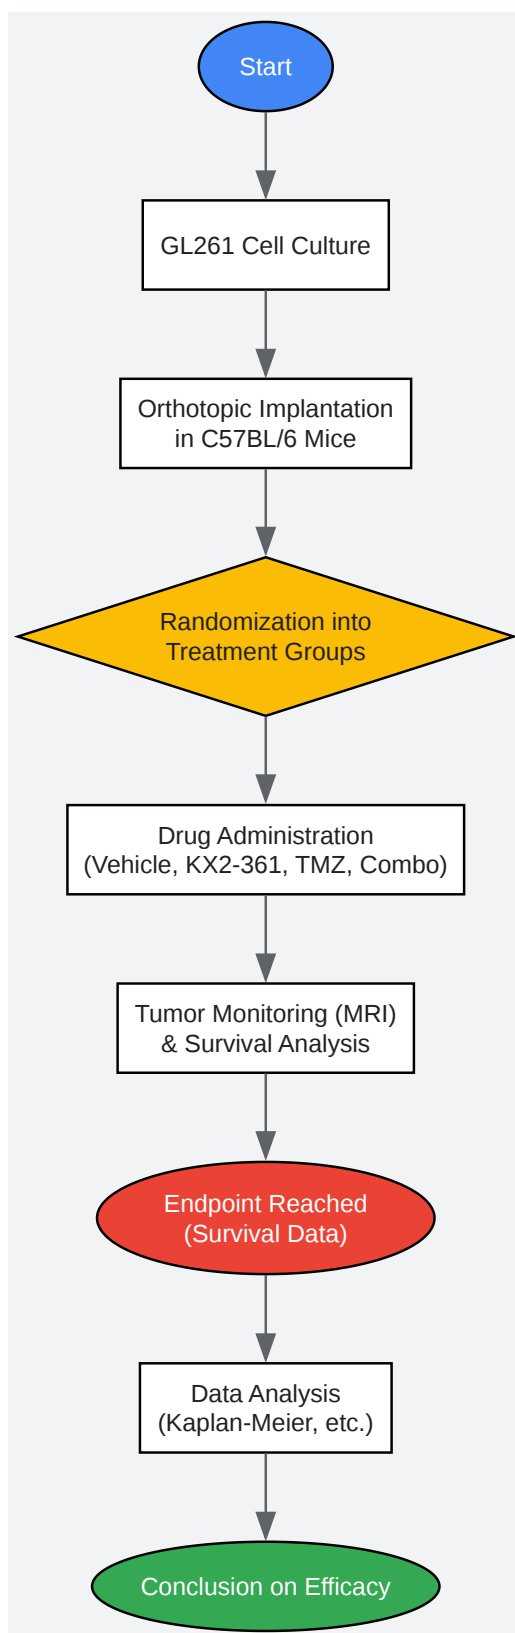 Start
GL261 Cell Culture
Orthotopic Implantation
in C57BL/6 Mice
Randomization into
Treatment Groups
Drug Administration
(Vehicle, KX2-361, TMZ, Combo)
Tumor Monitoring (MRI)
& Survival Analysis
Endpoint Reached
(Survival Data)
Data Analysis
(Kaplan-Meier, etc.)
Conclusion on Efficacy